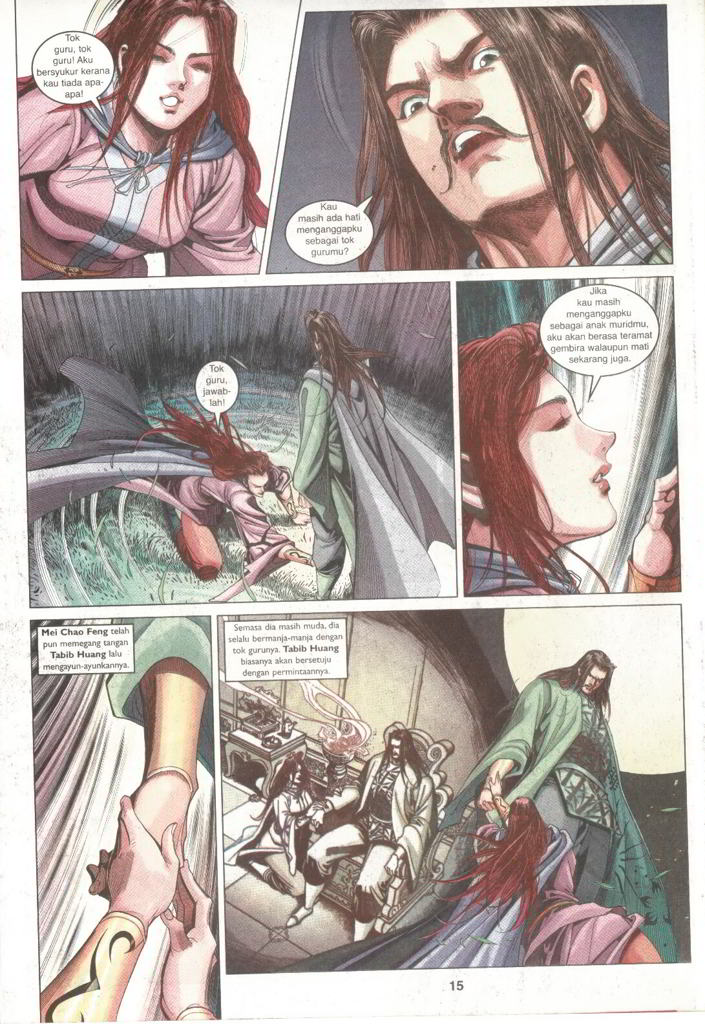 Tok
guru, tok
guru! Aku
bersyukur kerana
kau tiada apa-
apa!
Kau
masih ada hati
menganggapku
sebagai tok
gurumu?
Tok
guru,
jawab-
lah!
Jika
kau masih
menganggapku
sebagai anak muridmu,
aku akan berasa teramat
gembira walaupun mati
sekarang juga.
Mei Chao Feng telah
pun memegang tangan
Tabib Huang lalu
mengayun-ayunkannya.
Semasa dia masih muda, dia
selalu bermanja-manja dengan
tok gurunya. Tabib Huang
biasanya akan bersetuju
dengan permintaannya.
15